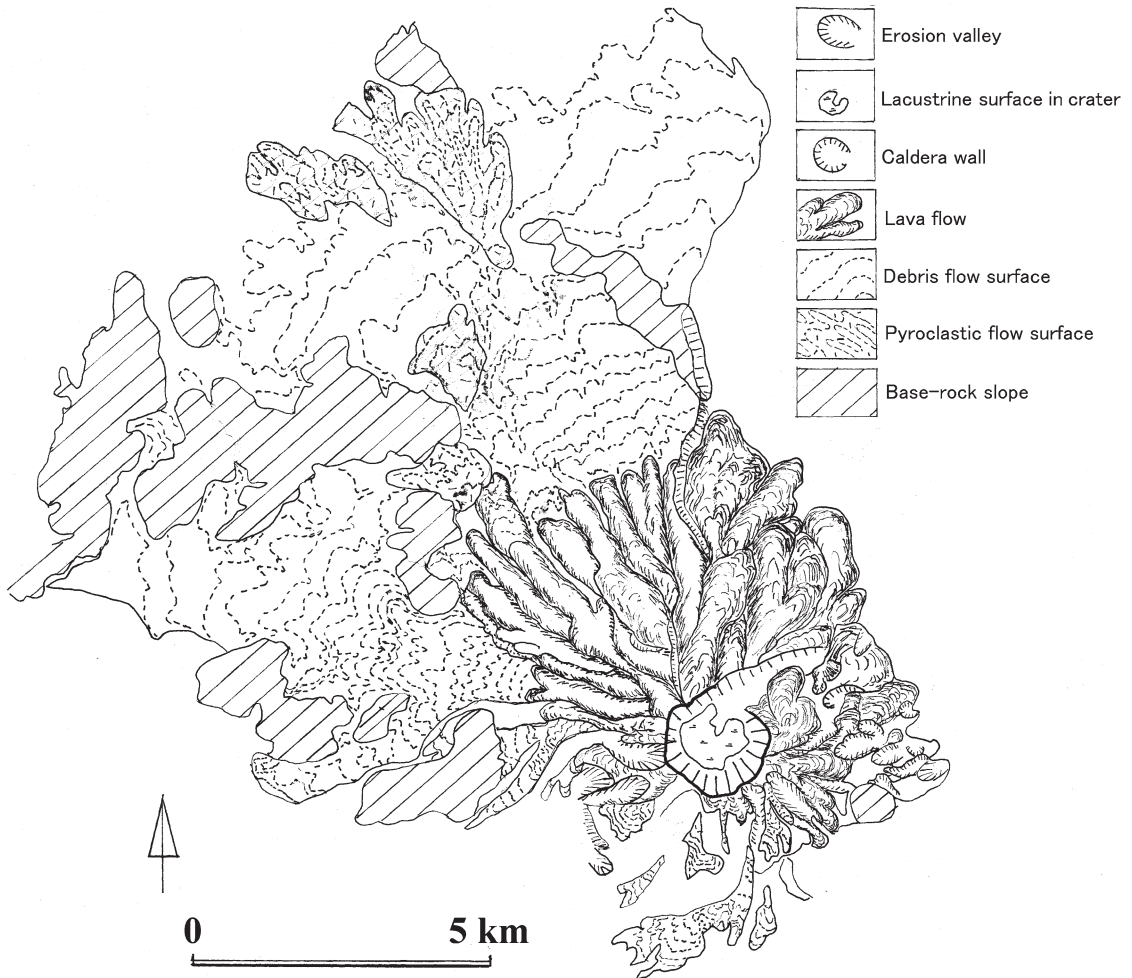 Erosion valley
Lacustrine surface in crater
Caldera wall
Lava flow
Debris flow surface
Pyroclastic flow surface
Base-rock slope
0 5 km